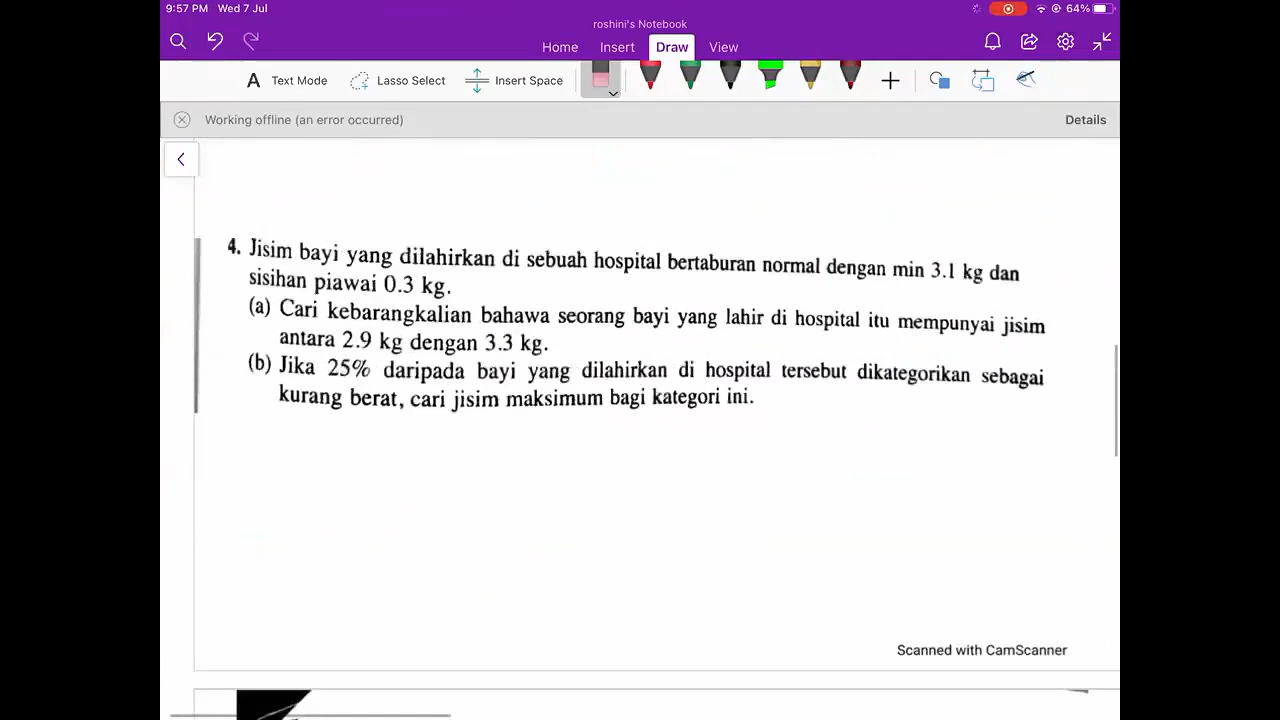 9:57 PM Wed 7 Jul
64%
roshini's Notebook
Home Insert Draw View
Text Mode Lasso Select Insert Space
Working offline (an error occurred) Details
4. Jisim bayi yang dilahirkan di sebuah hospital bertaburan normal dengan min 3.1 kg dan
sisihan piawai 0.3 kg.
(a) Cari kebarangkalian bahawa seorang bayi yang lahir di hospital itu mempunyai jisim
antara 2.9 kg dengan 3.3 kg.
(b) Jika 25% daripada bayi yang dilahirkan di hospital tersebut dikategorikan sebagai
kurang berat, cari jisim maksimum bagi kategori ini.
Scanned with CamScanner